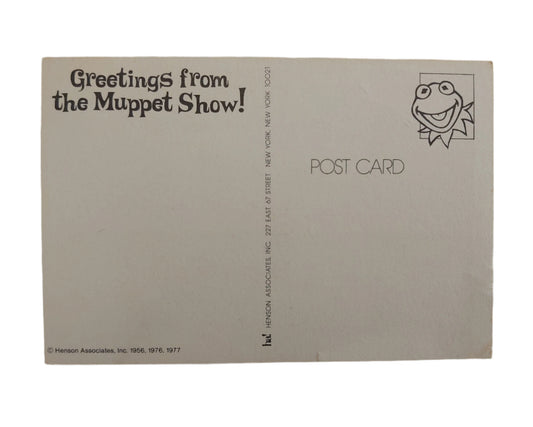 Greetings from
the Muppet Show!
© Henson Associates, Inc. 1956, 1976, 1977
ha! HENSON ASSOCIATES, INC. 227 EAST 67 STREET NEW YORK, NEW YORK 10021
POST CARD